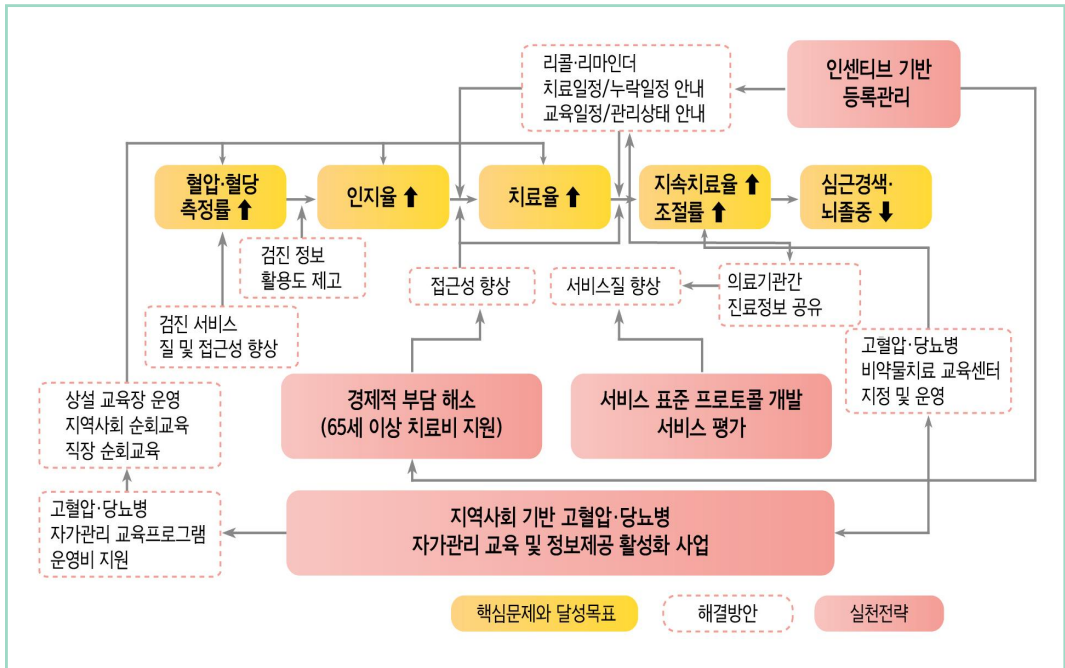 리콜·리마인더
치료일정/누락일정 안내
교육일정/관리상태 안내
인센티브 기반
등록관리
혈압·혈당
측정률 ⬆
인지율 ⬆
치료율 ⬆
지속치료율 ⬆
조절률 ⬆
심근경색·
뇌졸중 ⬇
검진 정보
활용도 제고
접근성 향상
서비스질 향상
의료기관간
진료정보 공유
검진 서비스
질 및 접근성 향상
고혈압·당뇨병
비약물치료 교육센터
지정 및 운영
상설 교육장 운영
지역사회 순회교육
직장 순회교육
경제적 부담 해소
(65세 이상 치료비 지원)
서비스 표준 프로토콜 개발
서비스 평가
고혈압·당뇨병
자가관리 교육프로그램
운영비 지원
지역사회 기반 고혈압·당뇨병
자가관리 교육 및 정보제공 활성화 사업
핵심문제와 달성목표
해결방안
실천전략